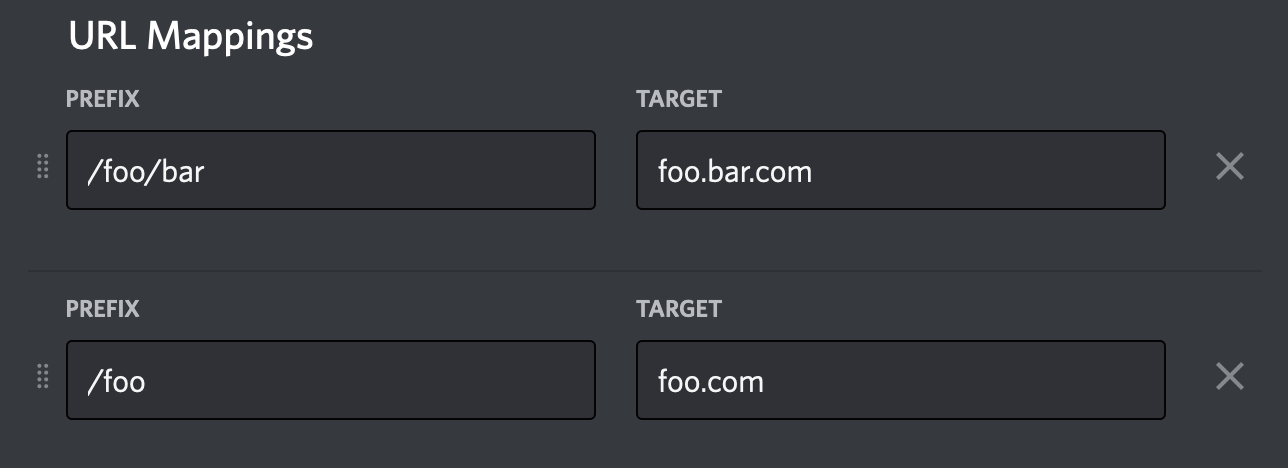 URL Mappings
PREFIX TARGET
/foo/bar foo.bar.com
PREFIX TARGET
/foo foo.com